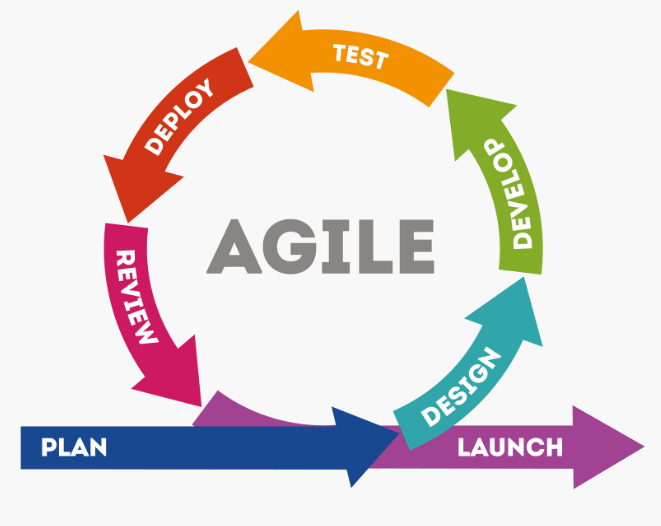 TEST
DEPLOY
DEVELOP
AGILE
REVIEW
DESIGN
PLAN
LAUNCH